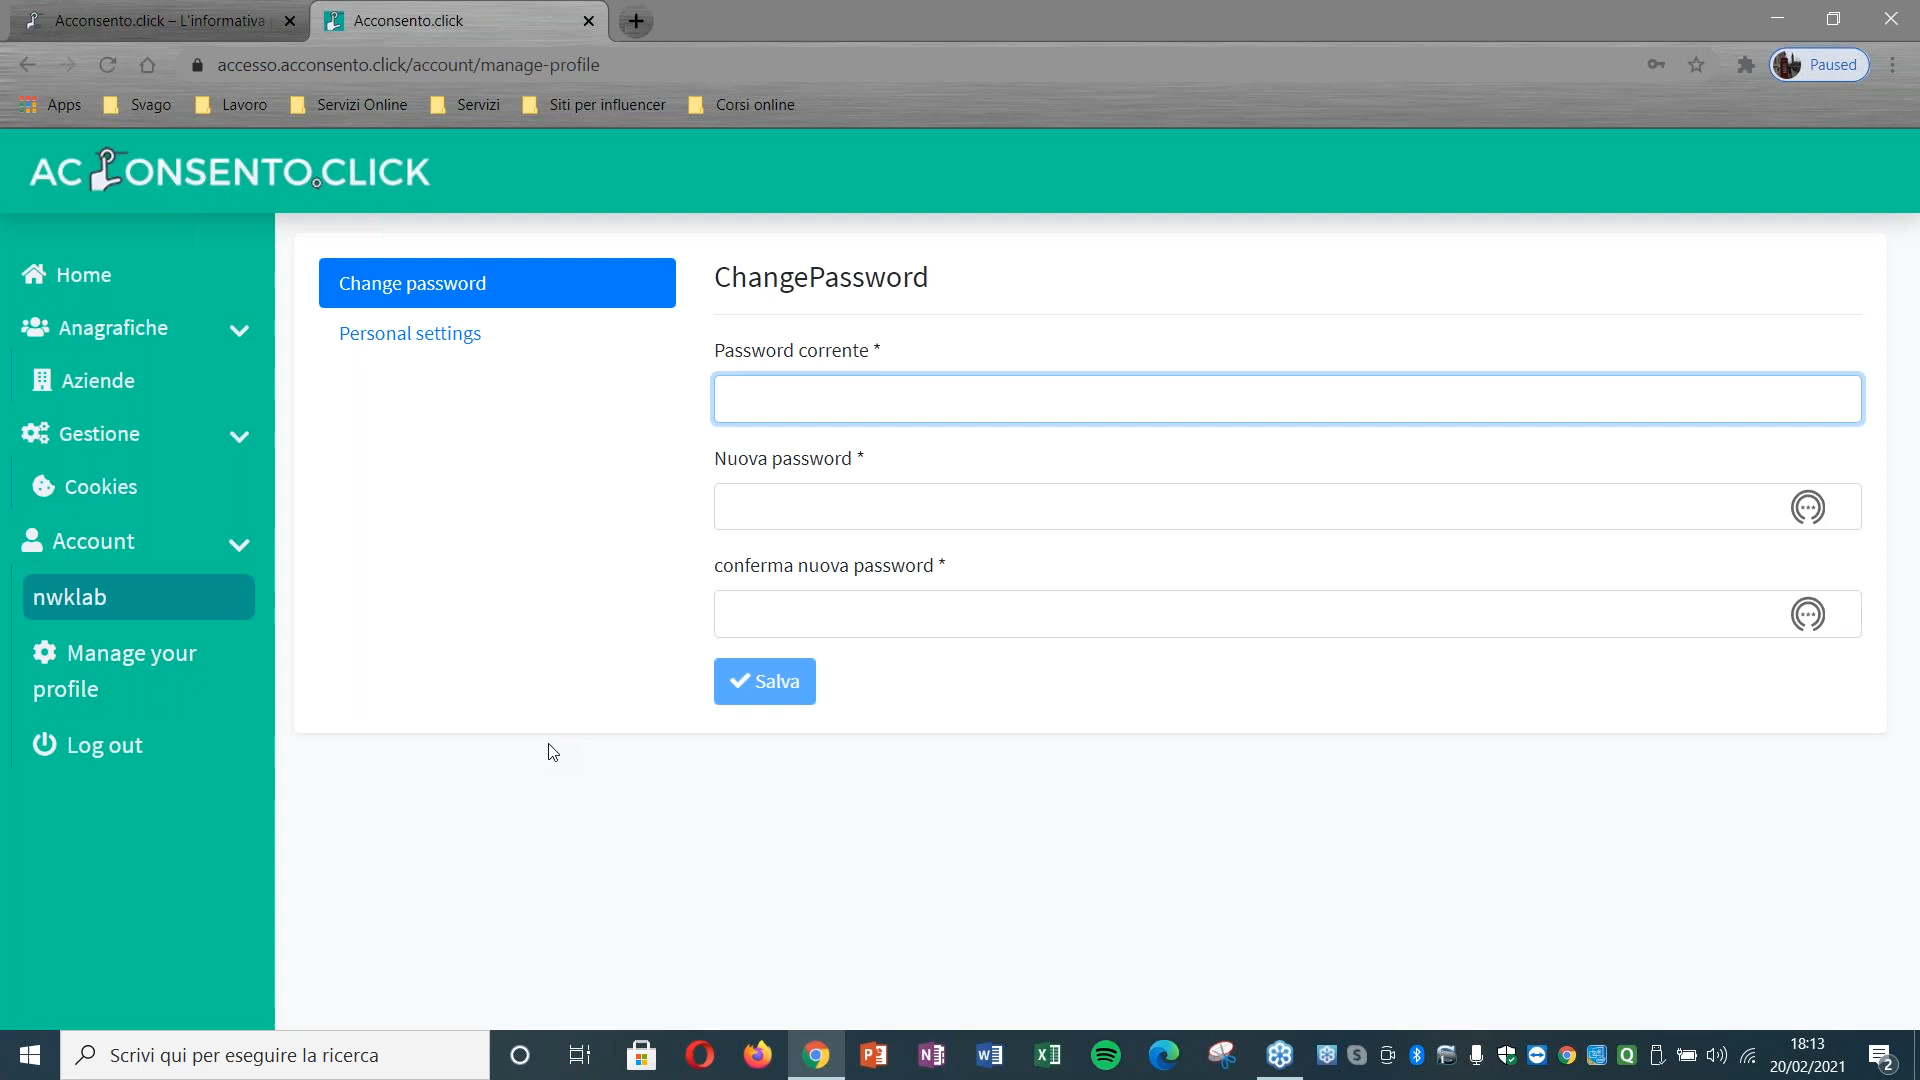 Acconsento.click – L'informativa
Acconsento.click
accesso.acconsento.click/account/manage-profile
Paused
Apps
Svago
Lavoro
Servizi Online
Servizi
Siti per influencer
Corsi online
ACCONSENTO.CLICK
Home
Anagrafiche
Aziende
Gestione
Cookies
Account
nwklab
Manage your
profile
Log out
Change password
Personal settings
ChangePassword
Password corrente *
Nuova password *
conferma nuova password *
Salva
Scrivi qui per eseguire la ricerca
18:13
20/02/2021
2